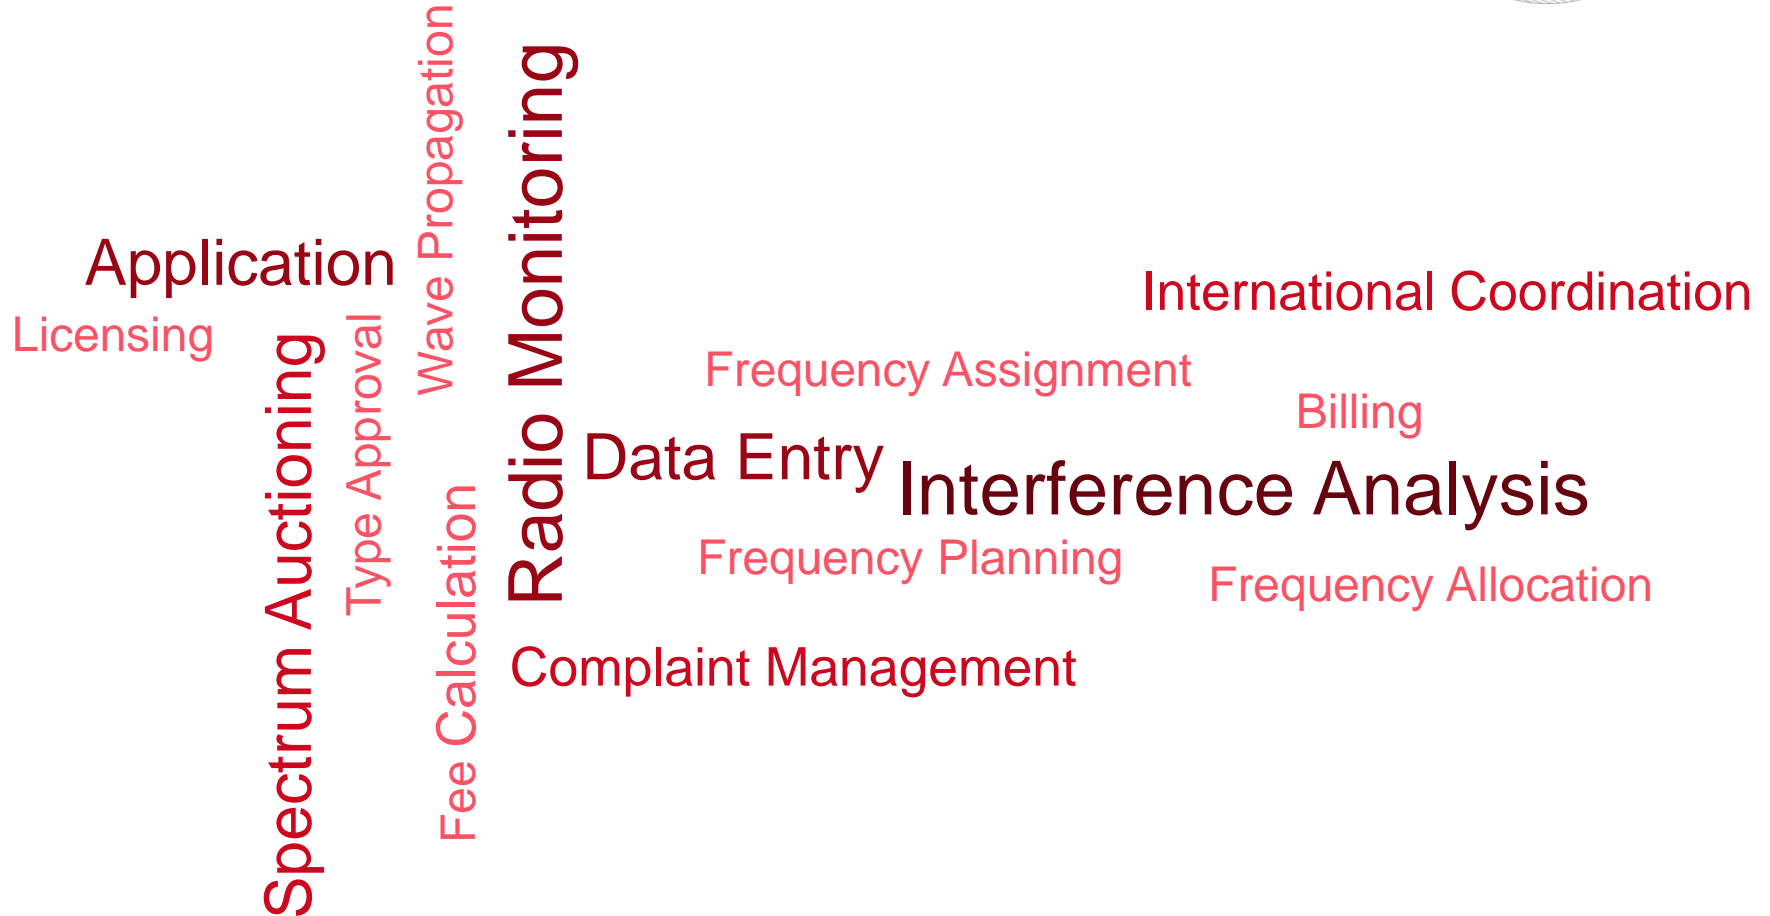 Wave Propagation
Radio Monitoring
Application
International Coordination
Licensing
Type Approval
Spectrum Auctioning
Frequency Assignment
Billing
Data Entry
Interference Analysis
Fee Calculation
Frequency Planning
Frequency Allocation
Complaint Management